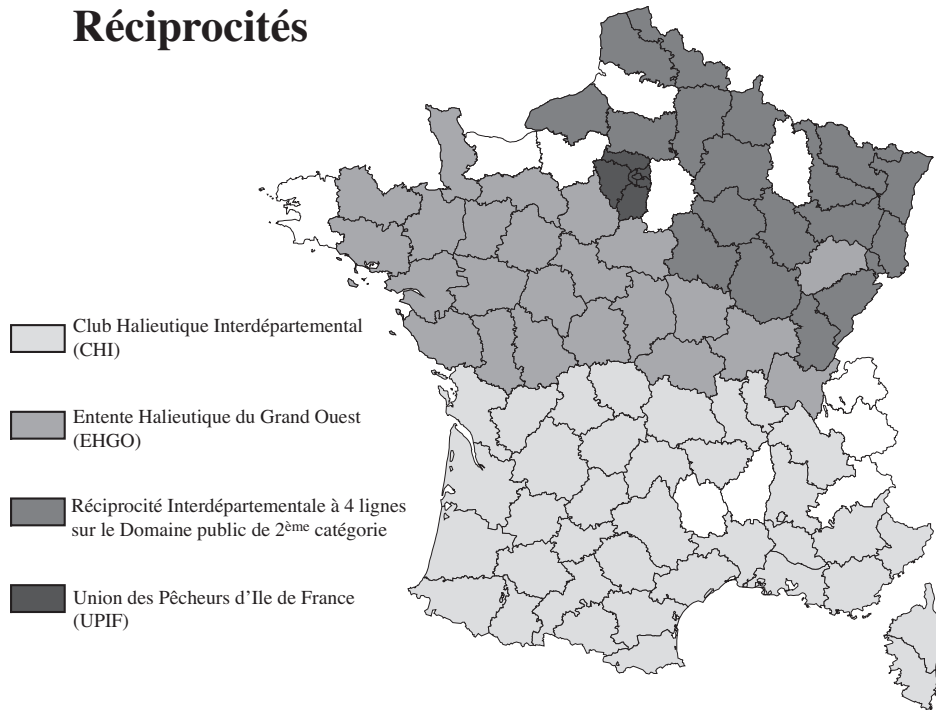 Réciprocités
Club Halieutique Interdépartemental
(CHI)
Entente Halieutique du Grand Ouest
(EHGO)
Réciprocité Interdépartementale à 4 lignes
sur le Domaine public de 2ème catégorie
Union des Pêcheurs d’Ile de France
(UPIF)